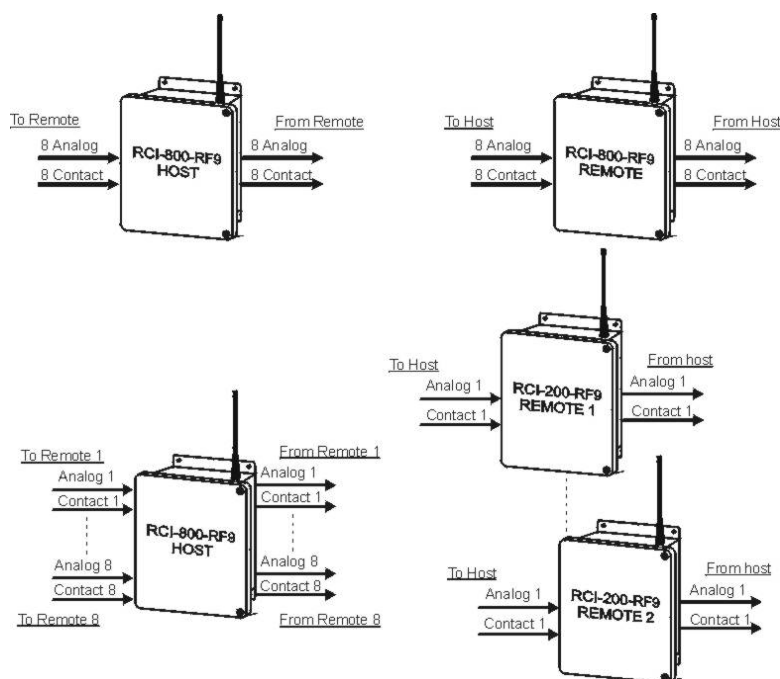 To Remote
8 Analog
8 Contact
RCI-800-RF9
HOST
From Remote
8 Analog
8 Contact
To Host
8 Analog
8 Contact
RCI-800-RF9
REMOTE
From Host
8 Analog
8 Contact
To Host
Analog 1
Contact 1
RCI-200-RF9
REMOTE 1
From host
Analog 1
Contact 1
To Remote 1
Analog 1
Contact 1
Analog 8
Contact 8
To Remote 8
RCI-800-RF9
HOST
From Remote 1
Analog 1
Contact 1
Analog 8
Contact 8
From Remote 8
To Host
Analog 1
Contact 1
RCI-200-RF9
REMOTE 2
From host
Analog 1
Contact 1